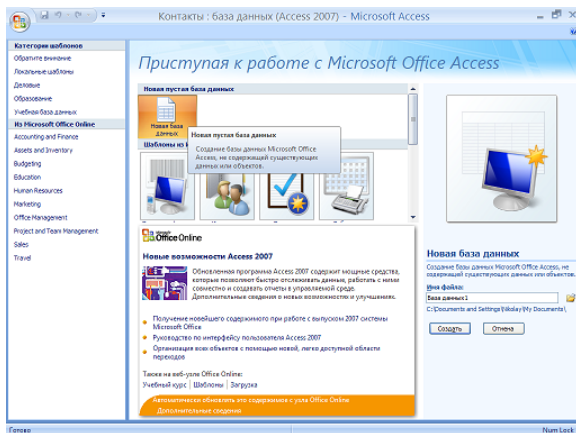 Контакты : база данных (Access 2007) - Microsoft Access
Категории шаблонов
Обратите внимание
Локальные шаблоны
Деловые
Образование
Учебная база данных
Из Microsoft Office Online
Accounting and Finance
Assets and Inventory
Budgeting
Education
Human Resources
Marketing
Office Management
Project and Team Management
Sales
Travel
Приступая к работе с Microsoft Office Access
Новая пустая база данных
Новая база
данных
Новая пустая база данных
Создание базы данных Microsoft Office
Access, не содержащей существующих
данных или объектов.
Шаблоны из
Microsoft
Office Online
Новые возможности Access 2007
Обновленная программа Access 2007 содержит мощные средства,
которые позволяют быстро отслеживать данные, работать с ними
совместно и создавать отчеты в управляемой среде.
Дополнительные сведения о новых возможностях и улучшениях.
Получение новейшего содержимого при работе с выпуском 2007 системы
Microsoft Office
Руководство по интерфейсу пользователя Access 2007
Организация всех объектов с помощью новой, легко доступной области
переходов
Также на веб-узле Office Online:
Учебный курс | Шаблоны | Загрузка
Автоматически обновлять это содержимое с узла Office Online
Дополнительные сведения
Новая база данных
Создание базы данных Microsoft Office Access, не
содержащей существующих данных или объектов.
Имя файла:
База данных1
C:\Documents and Settings\Nikolay\My Documents\
Создать
Отмена
Готово
Num Lock